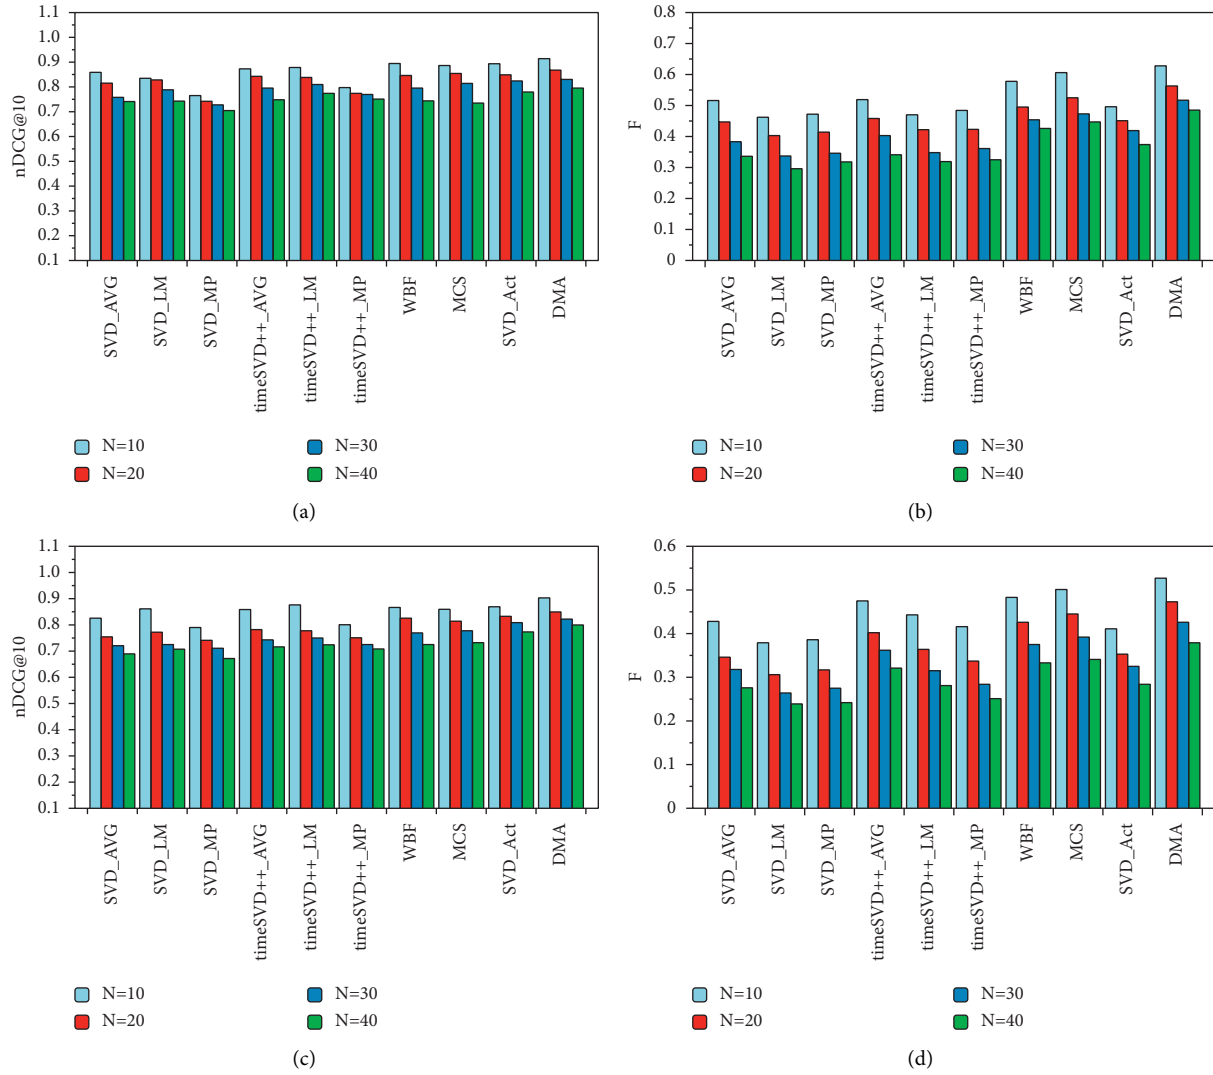 1.1
1.0
0.9
0.8
0.7
0.6
0.5
0.4
0.3
0.2
0.1
nDCG@10
SVD_AVG
SVD_LM
SVD_MP
timeSVD++_AVG
timeSVD++_LM
timeSVD++_MP
WBF
MCS
SVD_Act
DMA
N=10
N=20
N=30
N=40
(a)
0.8
0.7
0.6
0.5
0.4
0.3
0.2
0.1
0
F
SVD_AVG
SVD_LM
SVD_MP
timeSVD++_AVG
timeSVD++_LM
timeSVD++_MP
WBF
MCS
SVD_Act
DMA
N=10
N=20
N=30
N=40
(b)
1.1
1.0
0.9
0.8
0.7
0.6
0.5
0.4
0.3
0.2
0.1
nDCG@10
SVD_AVG
SVD_LM
SVD_MP
timeSVD++_AVG
timeSVD++_LM
timeSVD++_MP
WBF
MCS
SVD_Act
DMA
N=10
N=20
N=30
N=40
(c)
0.6
0.5
0.4
0.3
0.2
0.1
0
F
SVD_AVG
SVD_LM
SVD_MP
timeSVD++_AVG
timeSVD++_LM
timeSVD++_MP
WBF
MCS
SVD_Act
DMA
N=10
N=20
N=30
N=40
(d)